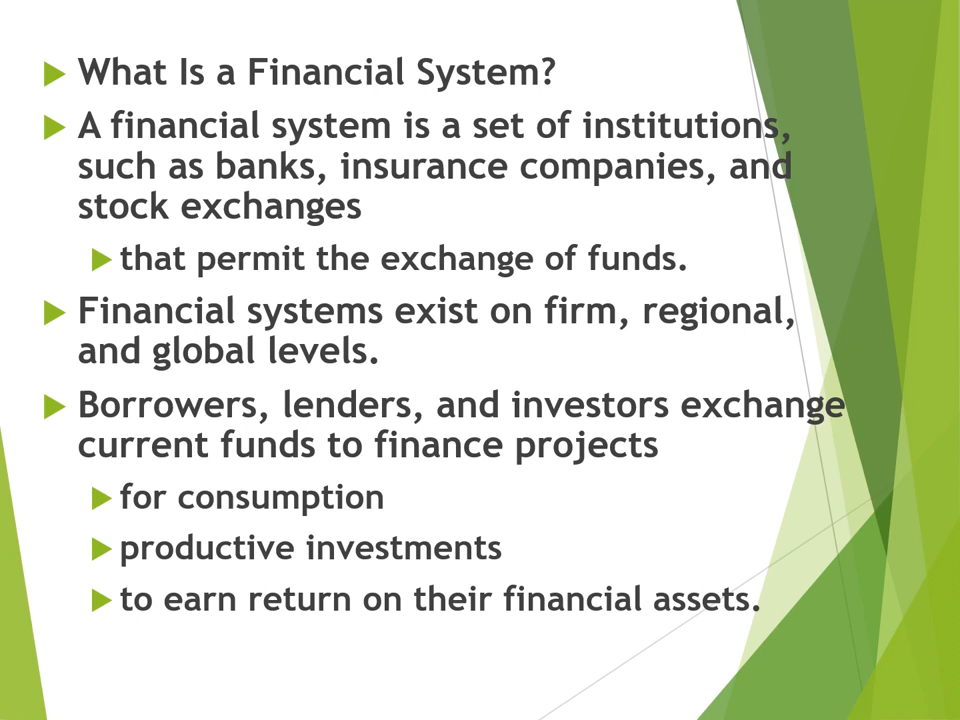 What Is a Financial System?
A financial system is a set of institutions,
such as banks, insurance companies, and
stock exchanges
that permit the exchange of funds.
Financial systems exist on firm, regional,
and global levels.
Borrowers, lenders, and investors exchange
current funds to finance projects
for consumption
productive investments
to earn return on their financial assets.